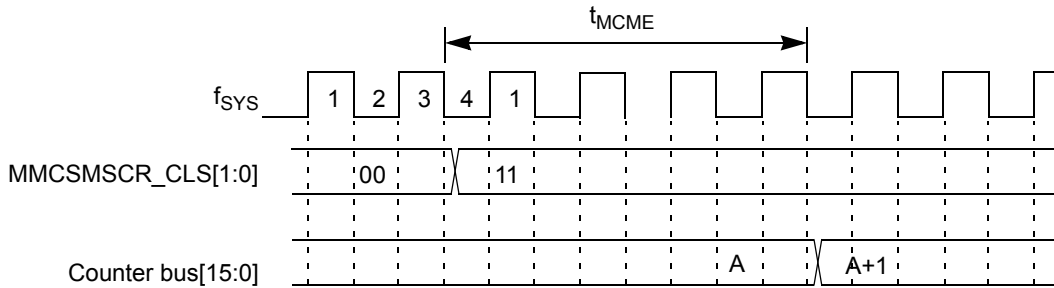 tMCME
fSYS 1 2 3 4 1
MMCSMSCR_CLS[1:0] 00 11
Counter bus[15:0] A A+1